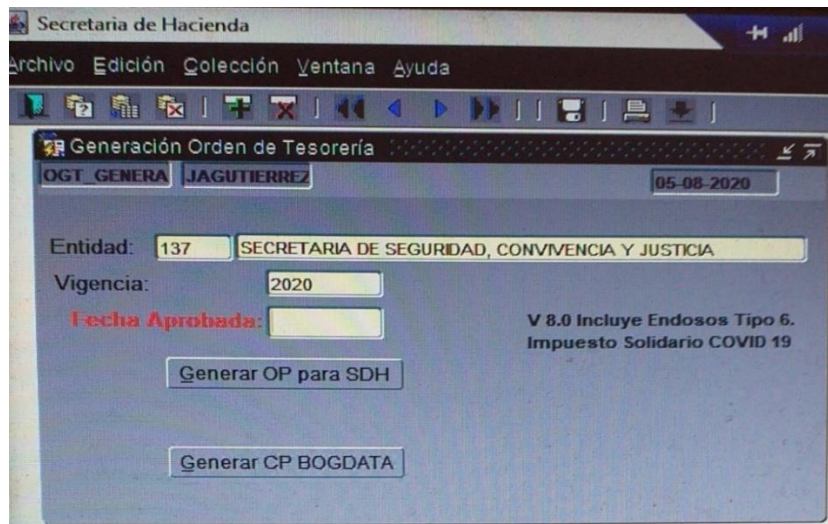 Secretaria de Hacienda
Archivo Edición Colección Ventana Ayuda
Generación Orden de Tesorería
OGT_GENERA JAGUTIERREZ 05-08-2020
Entidad: 137 SECRETARIA DE SEGURIDAD, CONVIVENCIA Y JUSTICIA
Vigencia: 2020
Fecha Aprobada:
V 8.0 Incluye Endosos Tipo 6.
Impuesto Solidario COVID 19
Generar OP para SDH
Generar CP BOGDATA